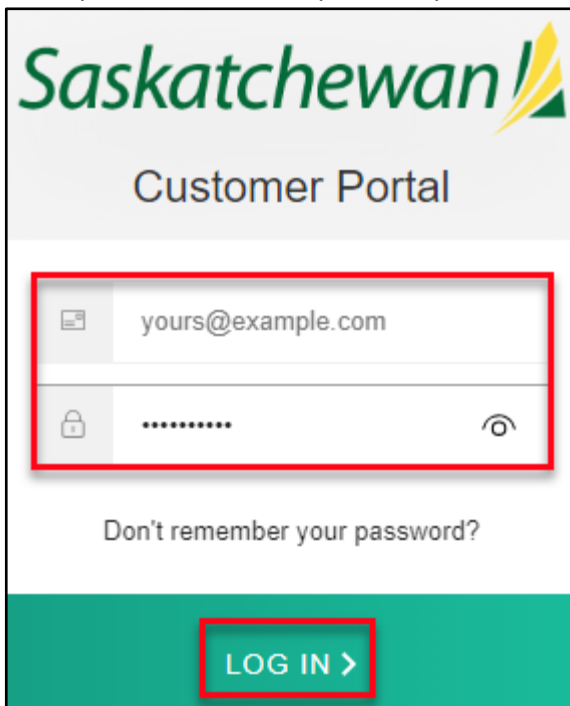 Saskatchewan
Customer Portal
yours@example.com
••••••••••
Don't remember your password?
LOG IN >